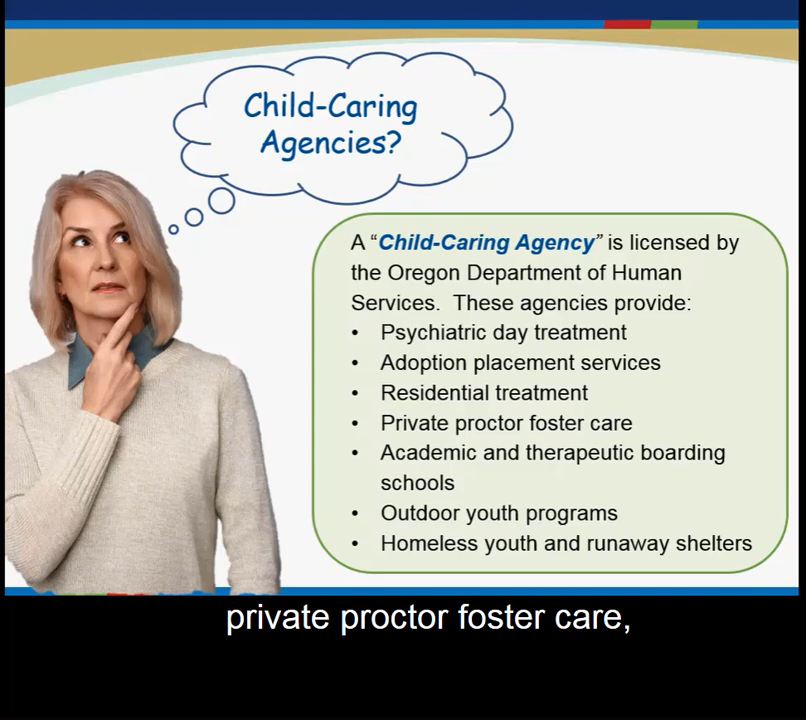 Child-Caring
Agencies?
A “Child-Caring Agency” is licensed by
the Oregon Department of Human
Services. These agencies provide:
• Psychiatric day treatment
• Adoption placement services
• Residential treatment
• Private proctor foster care
• Academic and therapeutic boarding
schools
• Outdoor youth programs
• Homeless youth and runaway shelters
private proctor foster care,